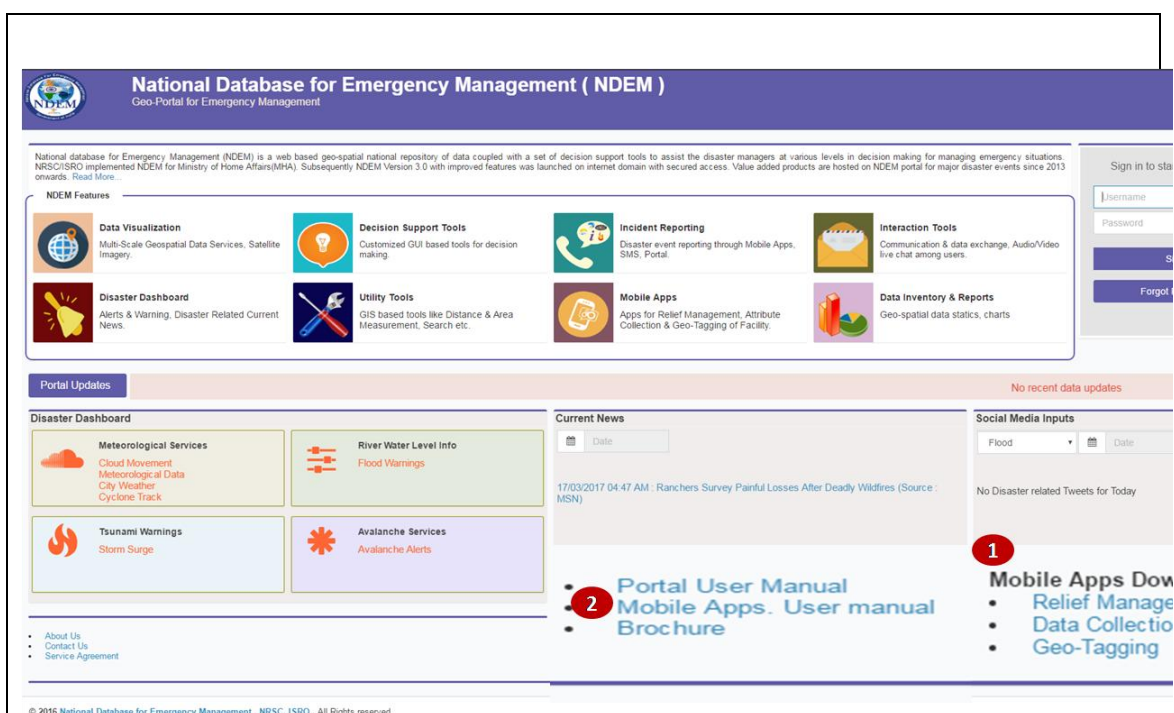 NDEM
National Database for Emergency Management ( NDEM )
Geo-Portal for Emergency Management
National database for Emergency Management (NDEM) is a web based geo-spatial national repository of data coupled with a set of decision support tools to assist the disaster managers at various levels in decision making for managing emergency situations.
NRSC/ISRO implemented NDEM for Ministry of Home Affairs(MHA). Subsequently NDEM Version 3.0 with improved features was launched on internet domain with secured access. Value added products are hosted on NDEM portal for major disaster events since 2013
onwards. Read More...
Sign in to sta
Username
Password
S
Forgot
NDEM Features
Data Visualization
Multi-Scale Geospatial Data Services, Satellite
Imagery.
Decision Support Tools
Customized GUI based tools for decision
making.
Incident Reporting
Disaster event reporting through Mobile Apps,
SMS, Portal.
Interaction Tools
Communication & data exchange, Audio/Video
live chat among users.
Disaster Dashboard
Alerts & Warning, Disaster Related Current
News.
Utility Tools
GIS based tools like Distance & Area
Measurement, Search etc.
Mobile Apps
Apps for Relief Management, Attribute
Collection & Geo-Tagging of Facility.
Data Inventory & Reports
Geo-spatial data statics, charts
Portal Updates
No recent data updates
Disaster Dashboard
Meteorological Services
Cloud Movement
Meteorological Data
City Weather
Cyclone Track
River Water Level Info
Flood Warnings
Tsunami Warnings
Storm Surge
Avalanche Services
Avalanche Alerts
Current News
Date
17/03/2017 04:47 AM : Ranchers Survey Painful Losses After Deadly Wildfires (Source :
MSN)
Social Media Inputs
Flood
Date
No Disaster related Tweets for Today
2
• Portal User Manual
• Mobile Apps. User manual
• Brochure
1
Mobile Apps Dow
• Relief Manage
• Data Collectio
• Geo-Tagging
• About Us
• Contact Us
• Service Agreement
© 2016 National Database for Emergency Management , NRSC, ISRO . All Rights reserved